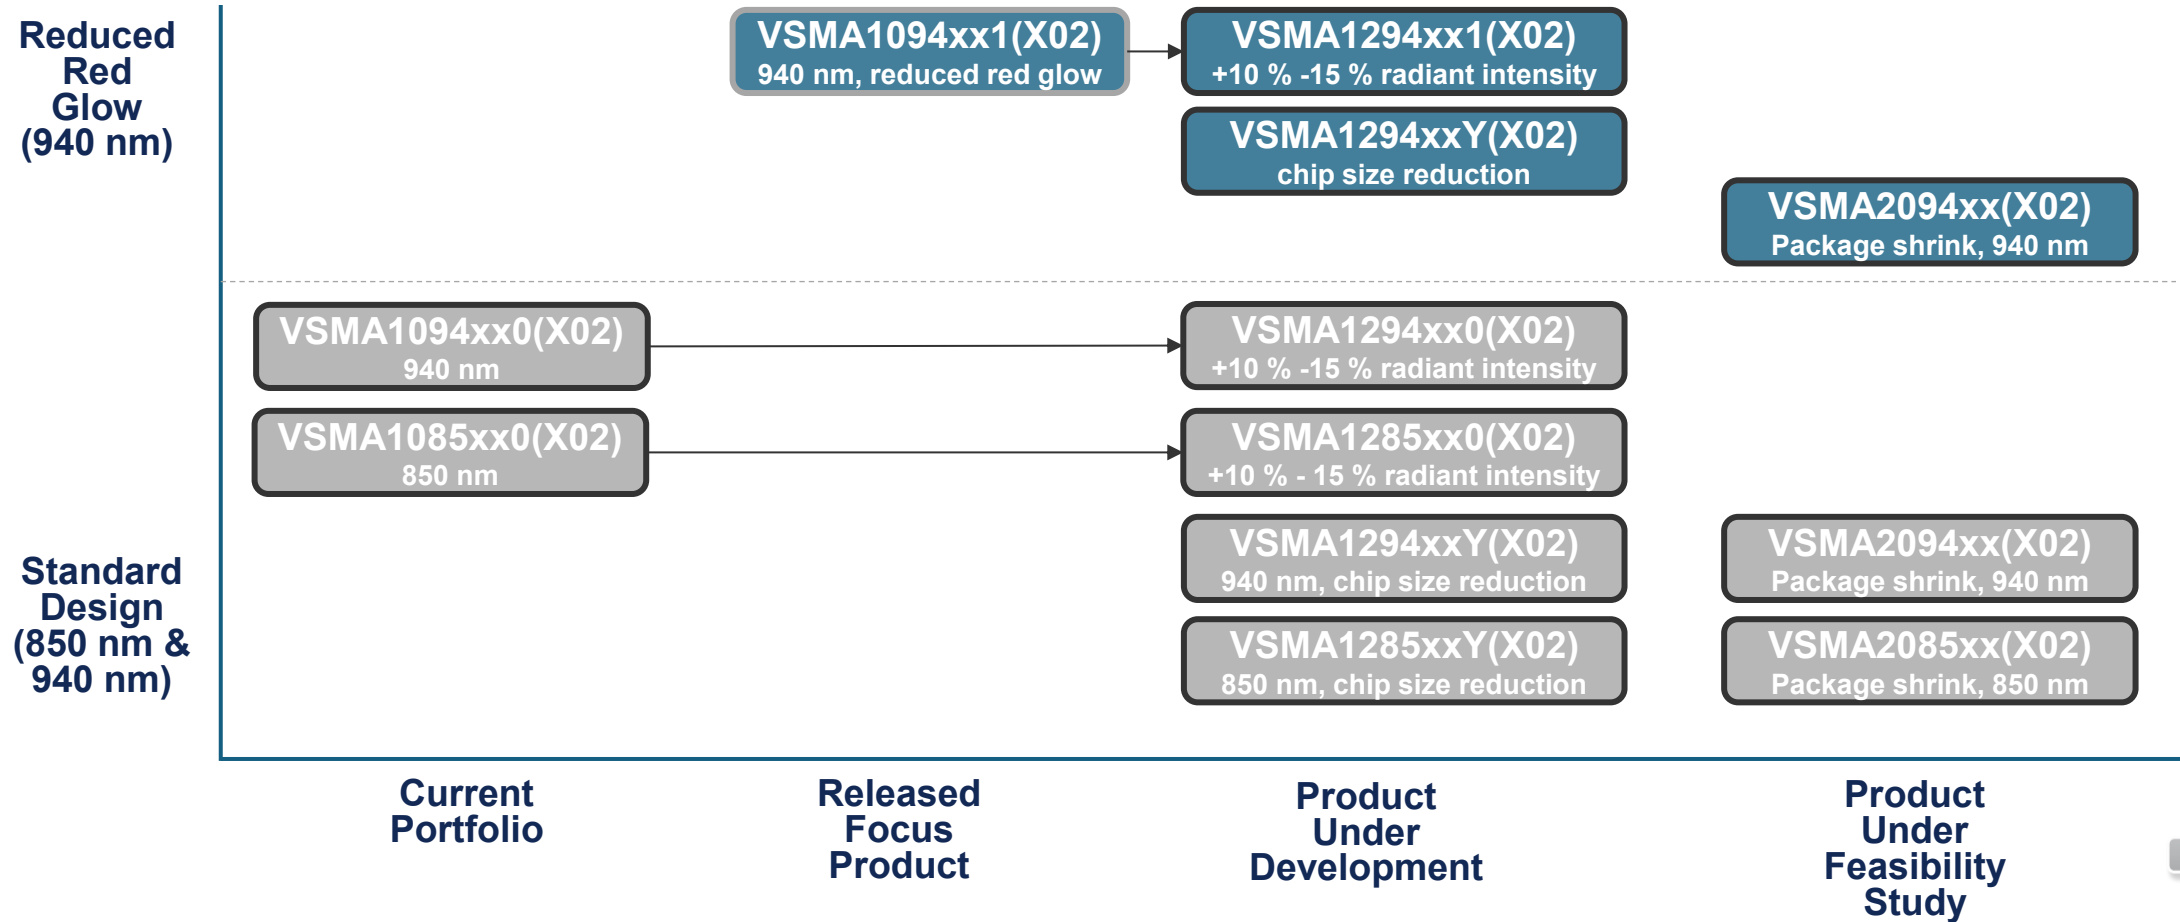 Reduced
Red
Glow
(940 nm)
VSMA1094xx1(X02)
940 nm, reduced red glow
VSMA1294xx1(X02)
+10 % -15 % radiant intensity
VSMA1294xxY(X02)
chip size reduction
VSMA2094xx(X02)
Package shrink, 940 nm
Standard
Design
(850 nm &
940 nm)
VSMA1094xx0(X02)
940 nm
VSMA1294xx0(X02)
+10 % -15 % radiant intensity
VSMA1085xx0(X02)
850 nm
VSMA1285xx0(X02)
+10 % - 15 % radiant intensity
VSMA1294xxY(X02)
940 nm, chip size reduction
VSMA2094xx(X02)
Package shrink, 940 nm
VSMA1285xxY(X02)
850 nm, chip size reduction
VSMA2085xx(X02)
Package shrink, 850 nm
Current
Portfolio
Released
Focus
Product
Product
Under
Development
Product
Under
Feasibility
Study